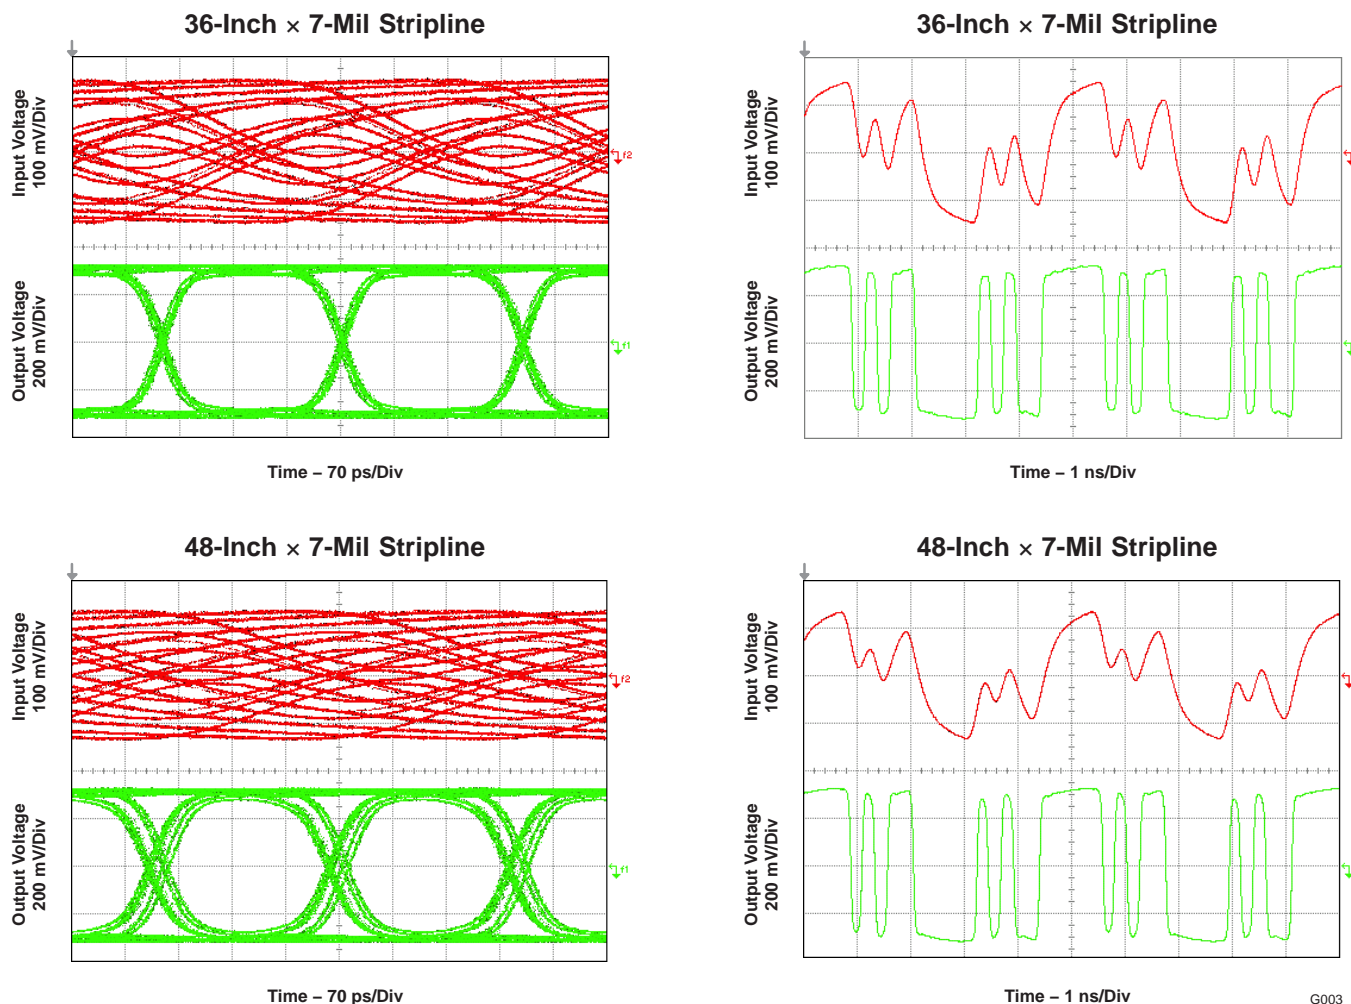 36-Inch × 7-Mil Stripline
36-Inch × 7-Mil Stripline
Input Voltage
100 mV/Div
f2
Output Voltage
200 mV/Div
f1
Input Voltage
100 mV/Div
Output Voltage
200 mV/Div
Time – 70 ps/Div
Time – 1 ns/Div
48-Inch × 7-Mil Stripline
48-Inch × 7-Mil Stripline
Input Voltage
100 mV/Div
f2
Output Voltage
200 mV/Div
f1
Input Voltage
100 mV/Div
Output Voltage
200 mV/Div
Time – 70 ps/Div
Time – 1 ns/Div
G003